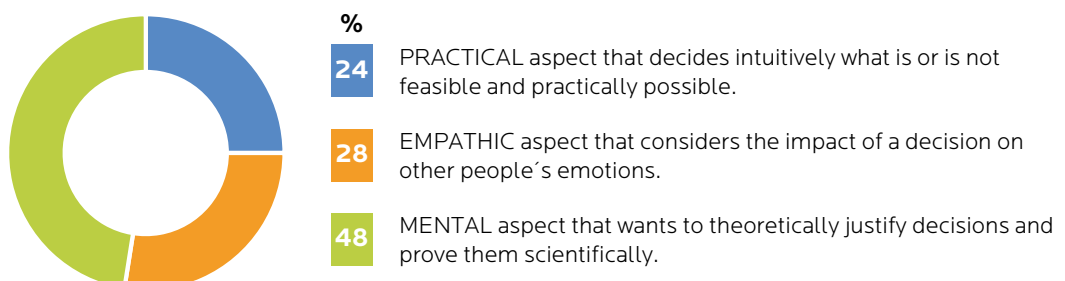 %
24
PRACTICAL aspect that decides intuitively what is or is not
feasible and practically possible.
28
EMPATHIC aspect that considers the impact of a decision on
other people´s emotions.
48
MENTAL aspect that wants to theoretically justify decisions and
prove them scientifically.